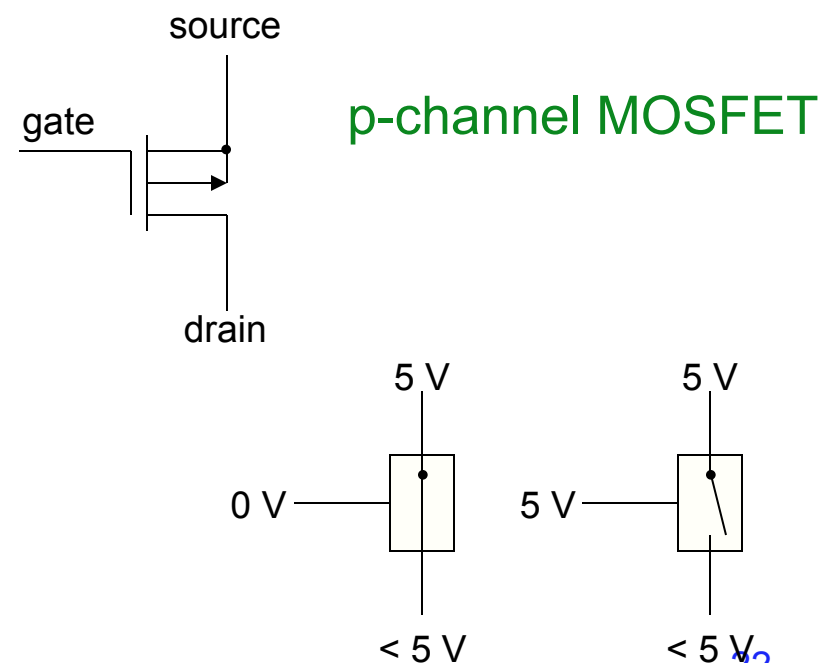 source
gate
p-channel MOSFET
drain
5 V
5 V
0 V
5 V
< 5 V
< 5 V